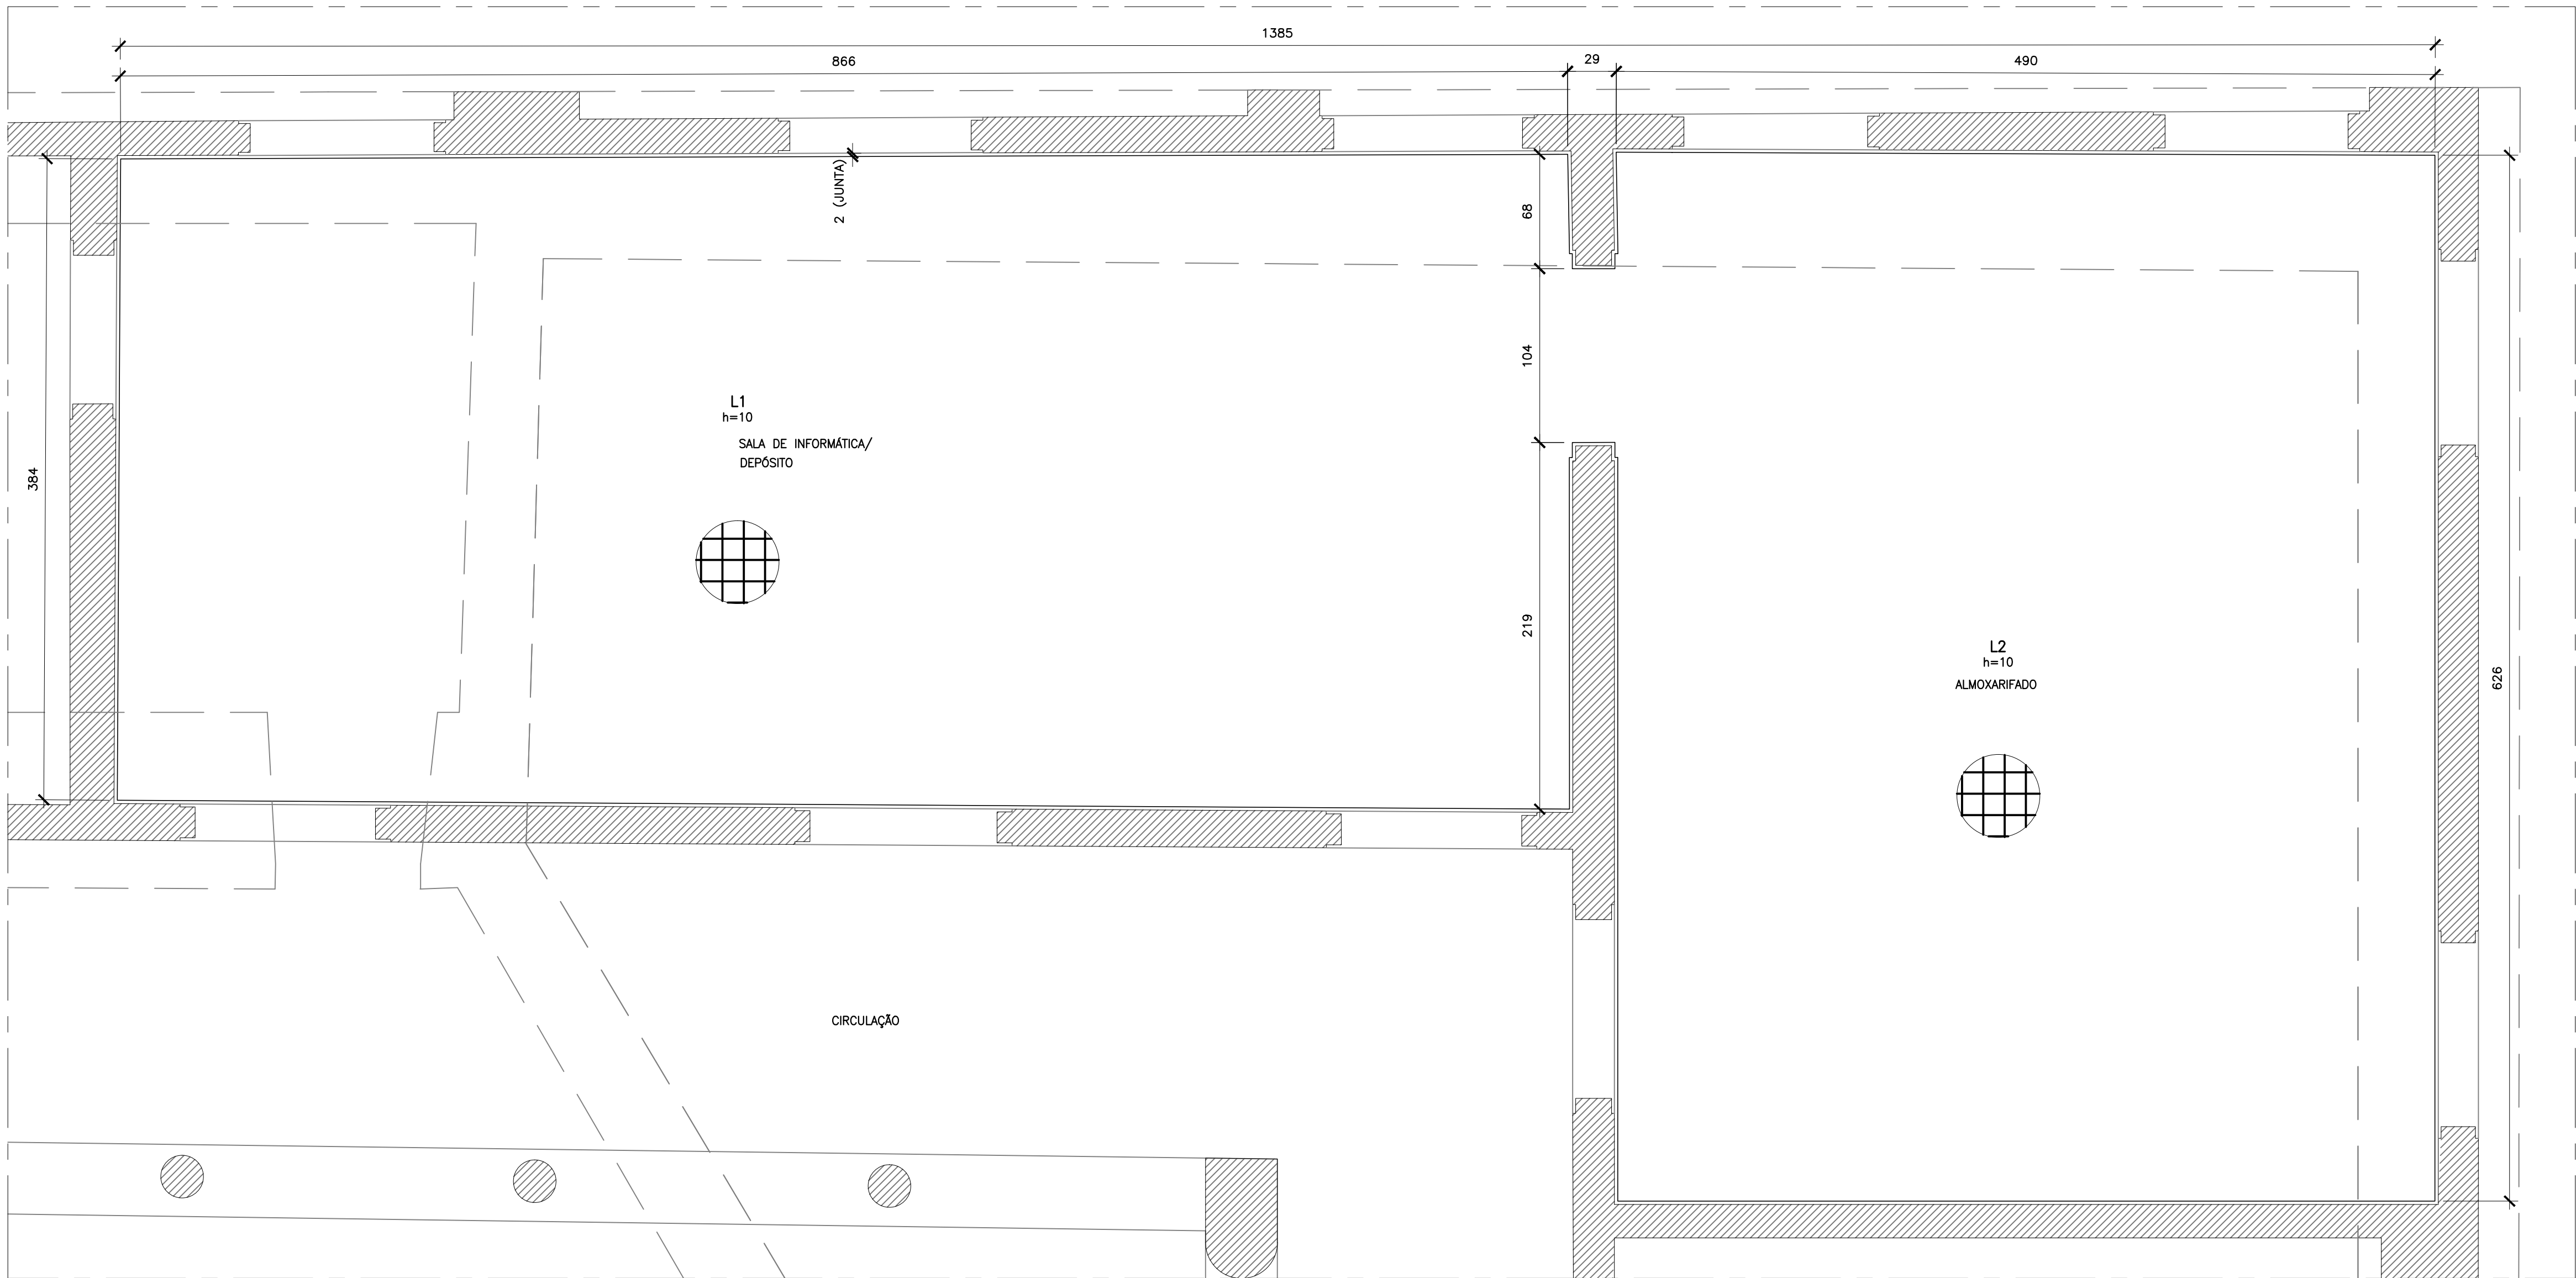 1385
866
29
490
2 (JUNTA)
68
104
L1
h=10
SALA DE INFORMÁTICA/
DEPÓSITO
384
219
L2
h=10
ALMOXARIFADO
626
CIRCULAÇÃO